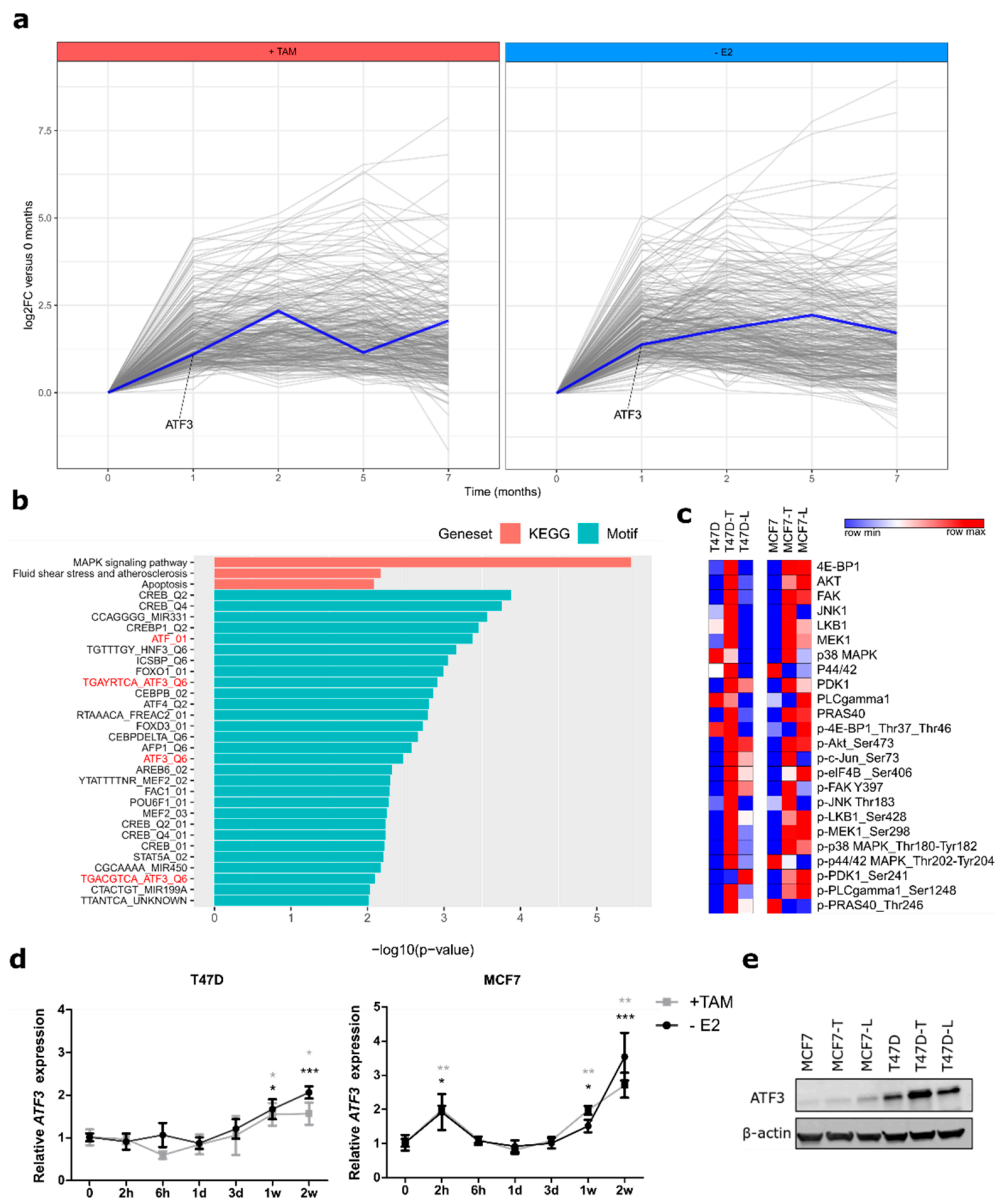 a
+ TAM
- E2
log2FC versus 0 months
7.5
5.0
2.5
0.0
ATF3
ATF3
0 1 2 5 7
0 1 2 5 7
Time (months)
b
Geneset KEGG Motif
MAPK signaling pathway
Fluid shear stress and atherosclerosis
Apoptosis
CREB_Q2
CREB_Q4
CCAGGGG_MIR331
CREBP1_Q2
ATF_01
TGTTTGY_HNF3_Q6
ICSBP_Q6
FOXO1_01
TGAYRTCA_ATF3_Q6
CEBPB_02
ATF4_Q2
RTAAACA_FREAC2_01
FOXD3_01
CEBPDELTA_Q6
AFP1_Q6
ATF3_Q6
AREB6_02
YTATTTTNR_MEF2_02
FAC1_01
POU6F1_01
MEF2_03
CREB_Q2_01
CREB_Q4_01
CREB_01
STAT5A_02
CGCAAAA_MIR450
TGACGTCA_ATF3_Q6
CTACTGT_MIR199A
TTANTCA_UNKNOWN
0 1 2 3 4 5
−log10(p-value)
c
row min row max
T47D
T47D-T
T47D-L
MCF7
MCF7-T
MCF7-L
4E-BP1
AKT
FAK
JNK1
LKB1
MEK1
p38 MAPK
P44/42
PDK1
PLCgamma1
PRAS40
p-4E-BP1_Thr37_Thr46
p-Akt_Ser473
p-c-Jun_Ser73
p-eIF4B _Ser406
p-FAK Y397
p-JNK Thr183
p-LKB1_Ser428
p-MEK1_Ser298
p-p38 MAPK_Thr180-Tyr182
p-p44/42 MAPK_Thr202-Tyr204
p-PDK1_Ser241
p-PLCgamma1_Ser1248
p-PRAS40_Thr246
d
T47D
Relative ATF3 expression
4
3
2
1
0
*
*
*
***
0 2h 6h 1d 3d 1w 2w
MCF7
Relative ATF3 expression
5
4
3
2
1
0
**
*
**
*
**
***
0 2h 6h 1d 3d 1w 2w
+TAM
- E2
e
MCF7
MCF7-T
MCF7-L
T47D
T47D-T
T47D-L
ATF3
β-actin